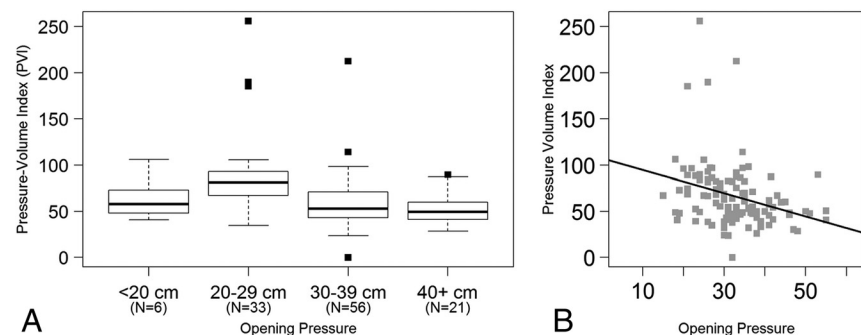 250
200
150
100
50
0
Pressure-Volume Index (PVI)
<20 cm
(N=6)
20-29 cm
(N=33)
30-39 cm
(N=56)
40+ cm
(N=21)
Opening Pressure
A
250
200
150
100
50
0
Pressure Volume Index
10
30
50
Opening Pressure
B